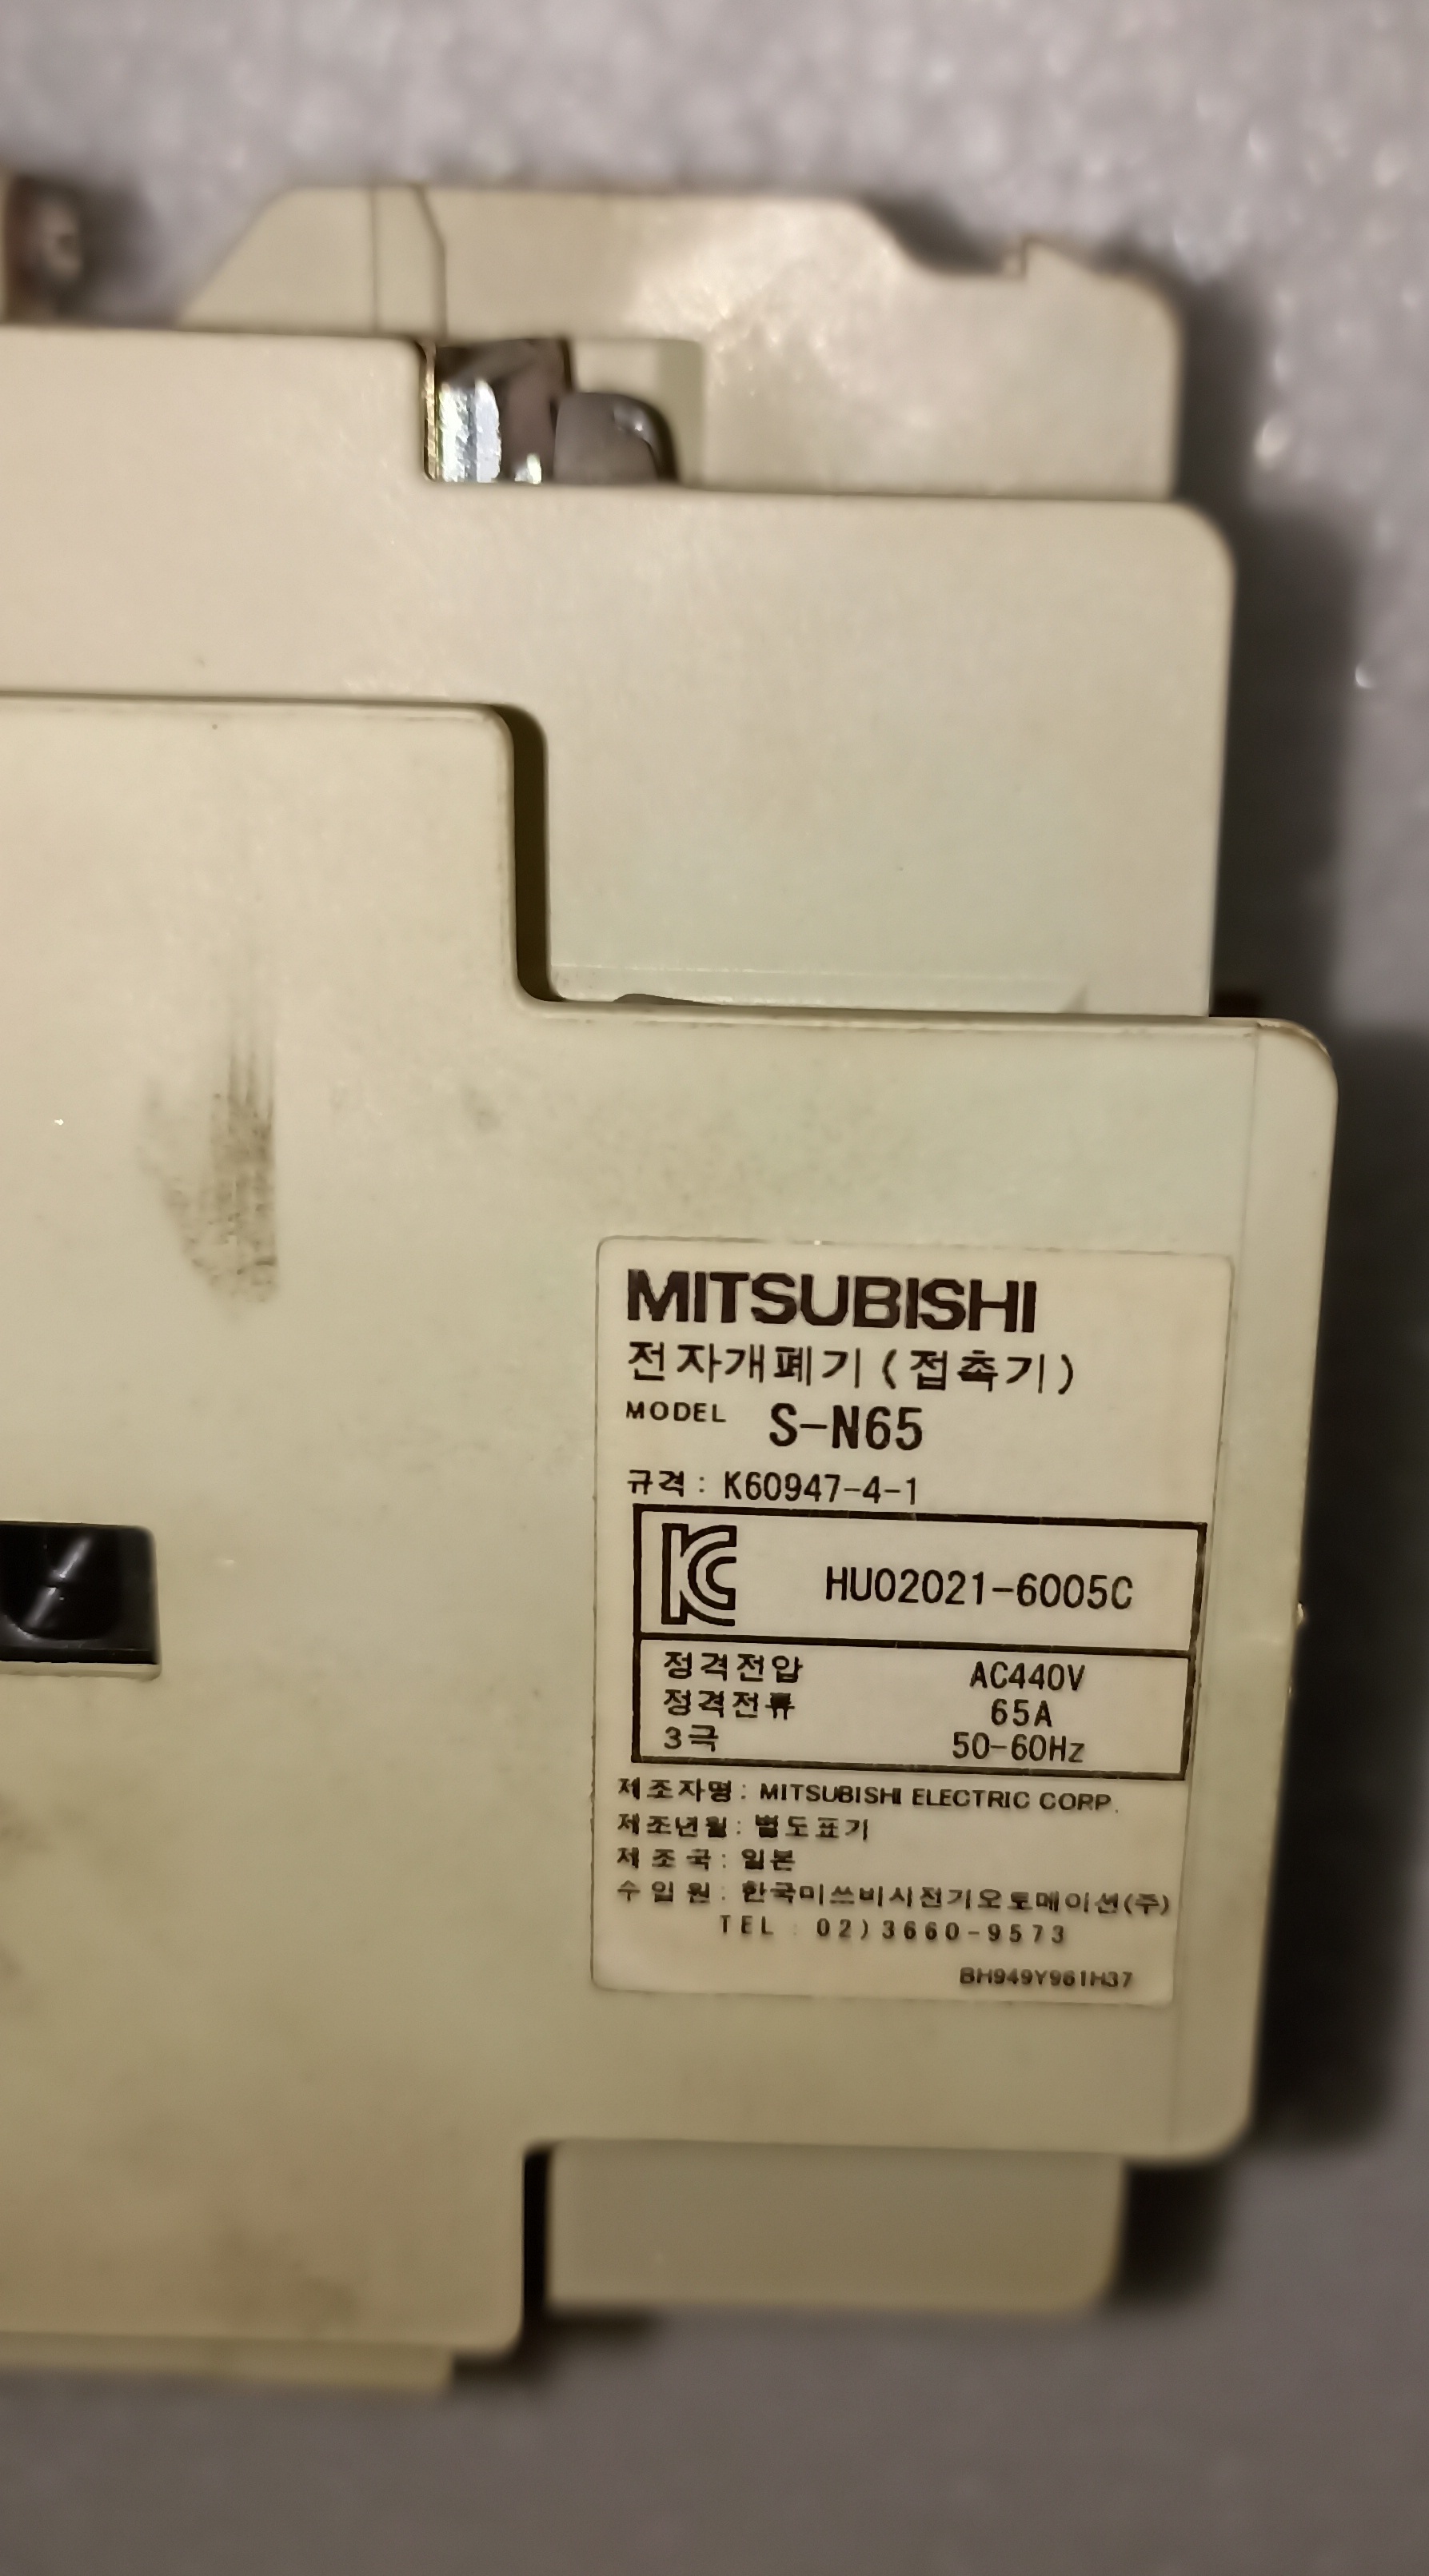 MITSUBISHI
전자개폐기(접촉기)
MODEL S-N65
규격: K60947-4-1
KC HU02021-6005C
정격전압 AC440V
정격전류 65A
3극 50-60Hz
제조자명: MITSUBISHI ELECTRIC CORP.
제조년월: 별도표기
제조국: 일본
수입원: 한국미쓰비시전기오토메이션(주)
TEL : 02)3660-9573
BH949Y961H37